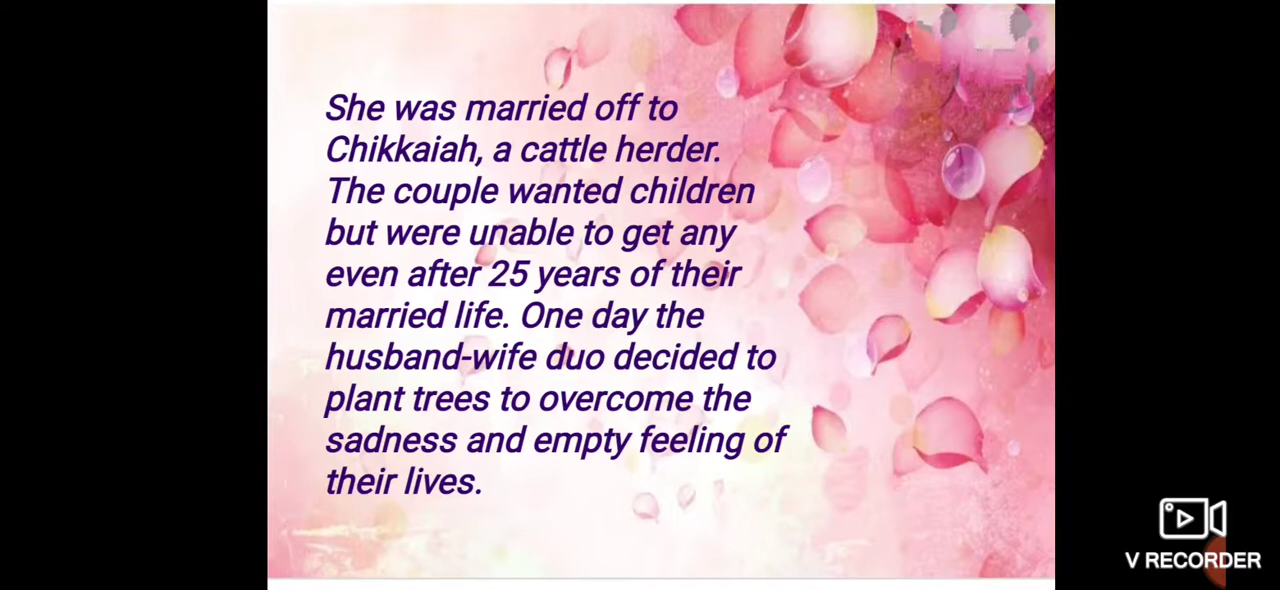 She was married off to
Chikkaiah, a cattle herder.
The couple wanted children
but were unable to get any
even after 25 years of their
married life. One day the
husband-wife duo decided to
plant trees to overcome the
sadness and empty feeling of
their lives.
V RECORDER